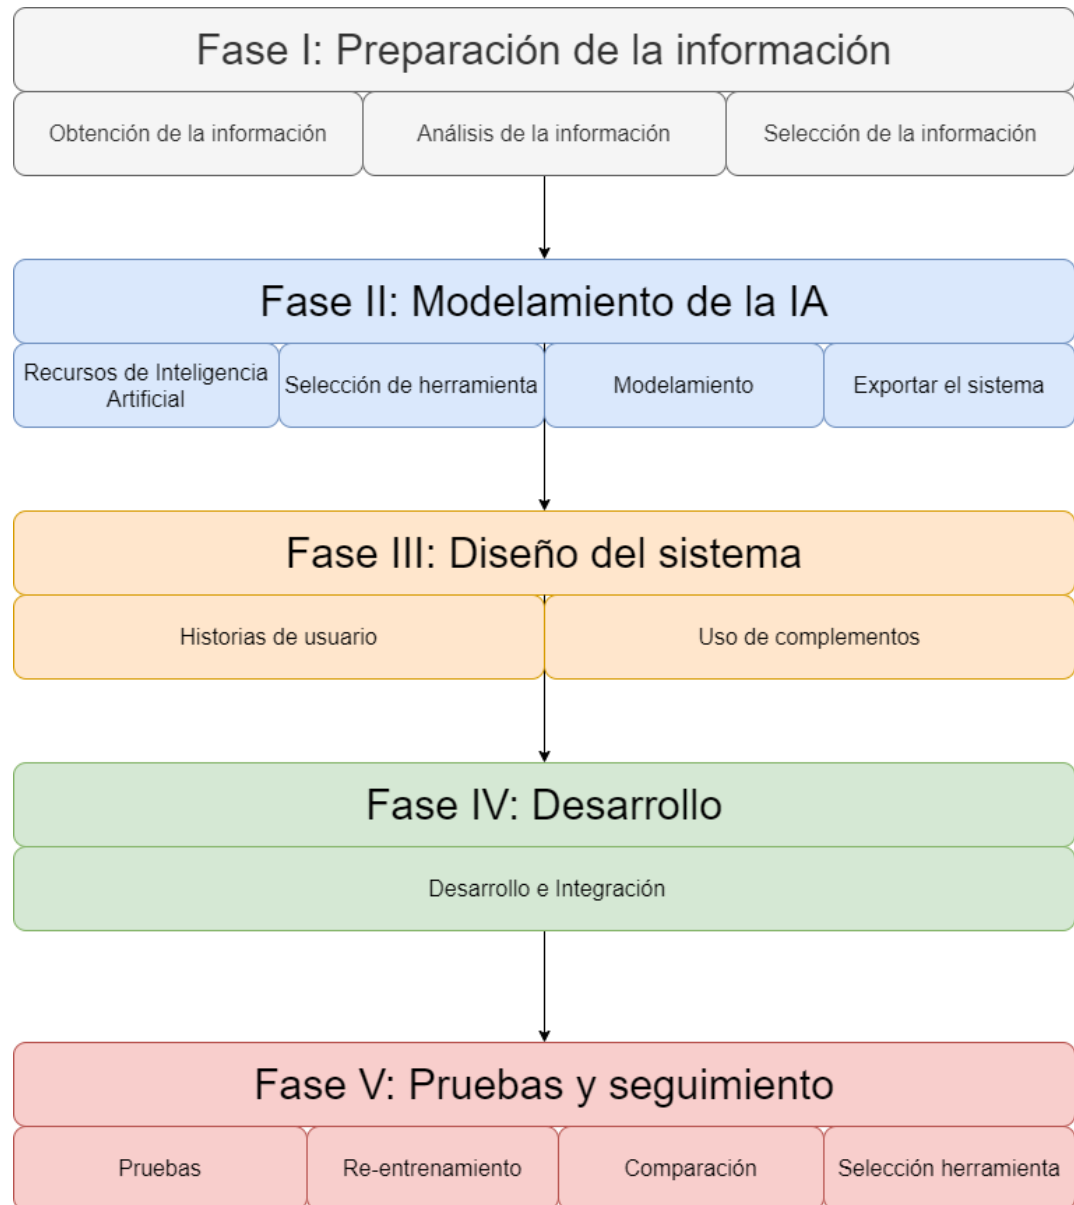 Fase I: Preparación de la información
Obtención de la información
Análisis de la información
Selección de la información
Fase II: Modelamiento de la IA
Recursos de Inteligencia
Artificial
Selección de herramienta
Modelamiento
Exportar el sistema
Fase III: Diseño del sistema
Historias de usuario
Uso de complementos
Fase IV: Desarrollo
Desarrollo e Integración
Fase V: Pruebas y seguimiento
Pruebas
Re-entrenamiento
Comparación
Selección herramienta